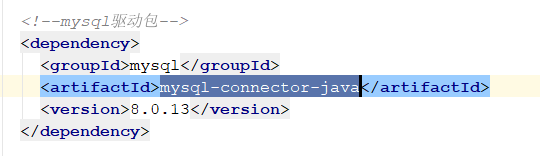 <!--mysql驱动包-->
<dependency>
<groupId>mysql</groupId>
<artifactId>mysql-connector-java</artifactId>
<version>8.0.13</version>
</dependency>